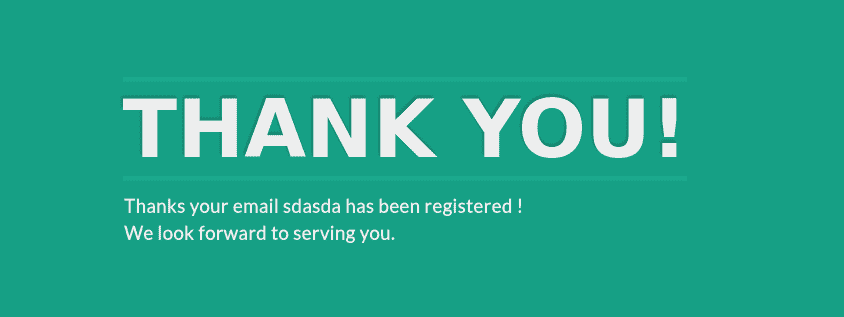 THANK YOU!
Thanks your email sdasda has been registered !
We look forward to serving you.